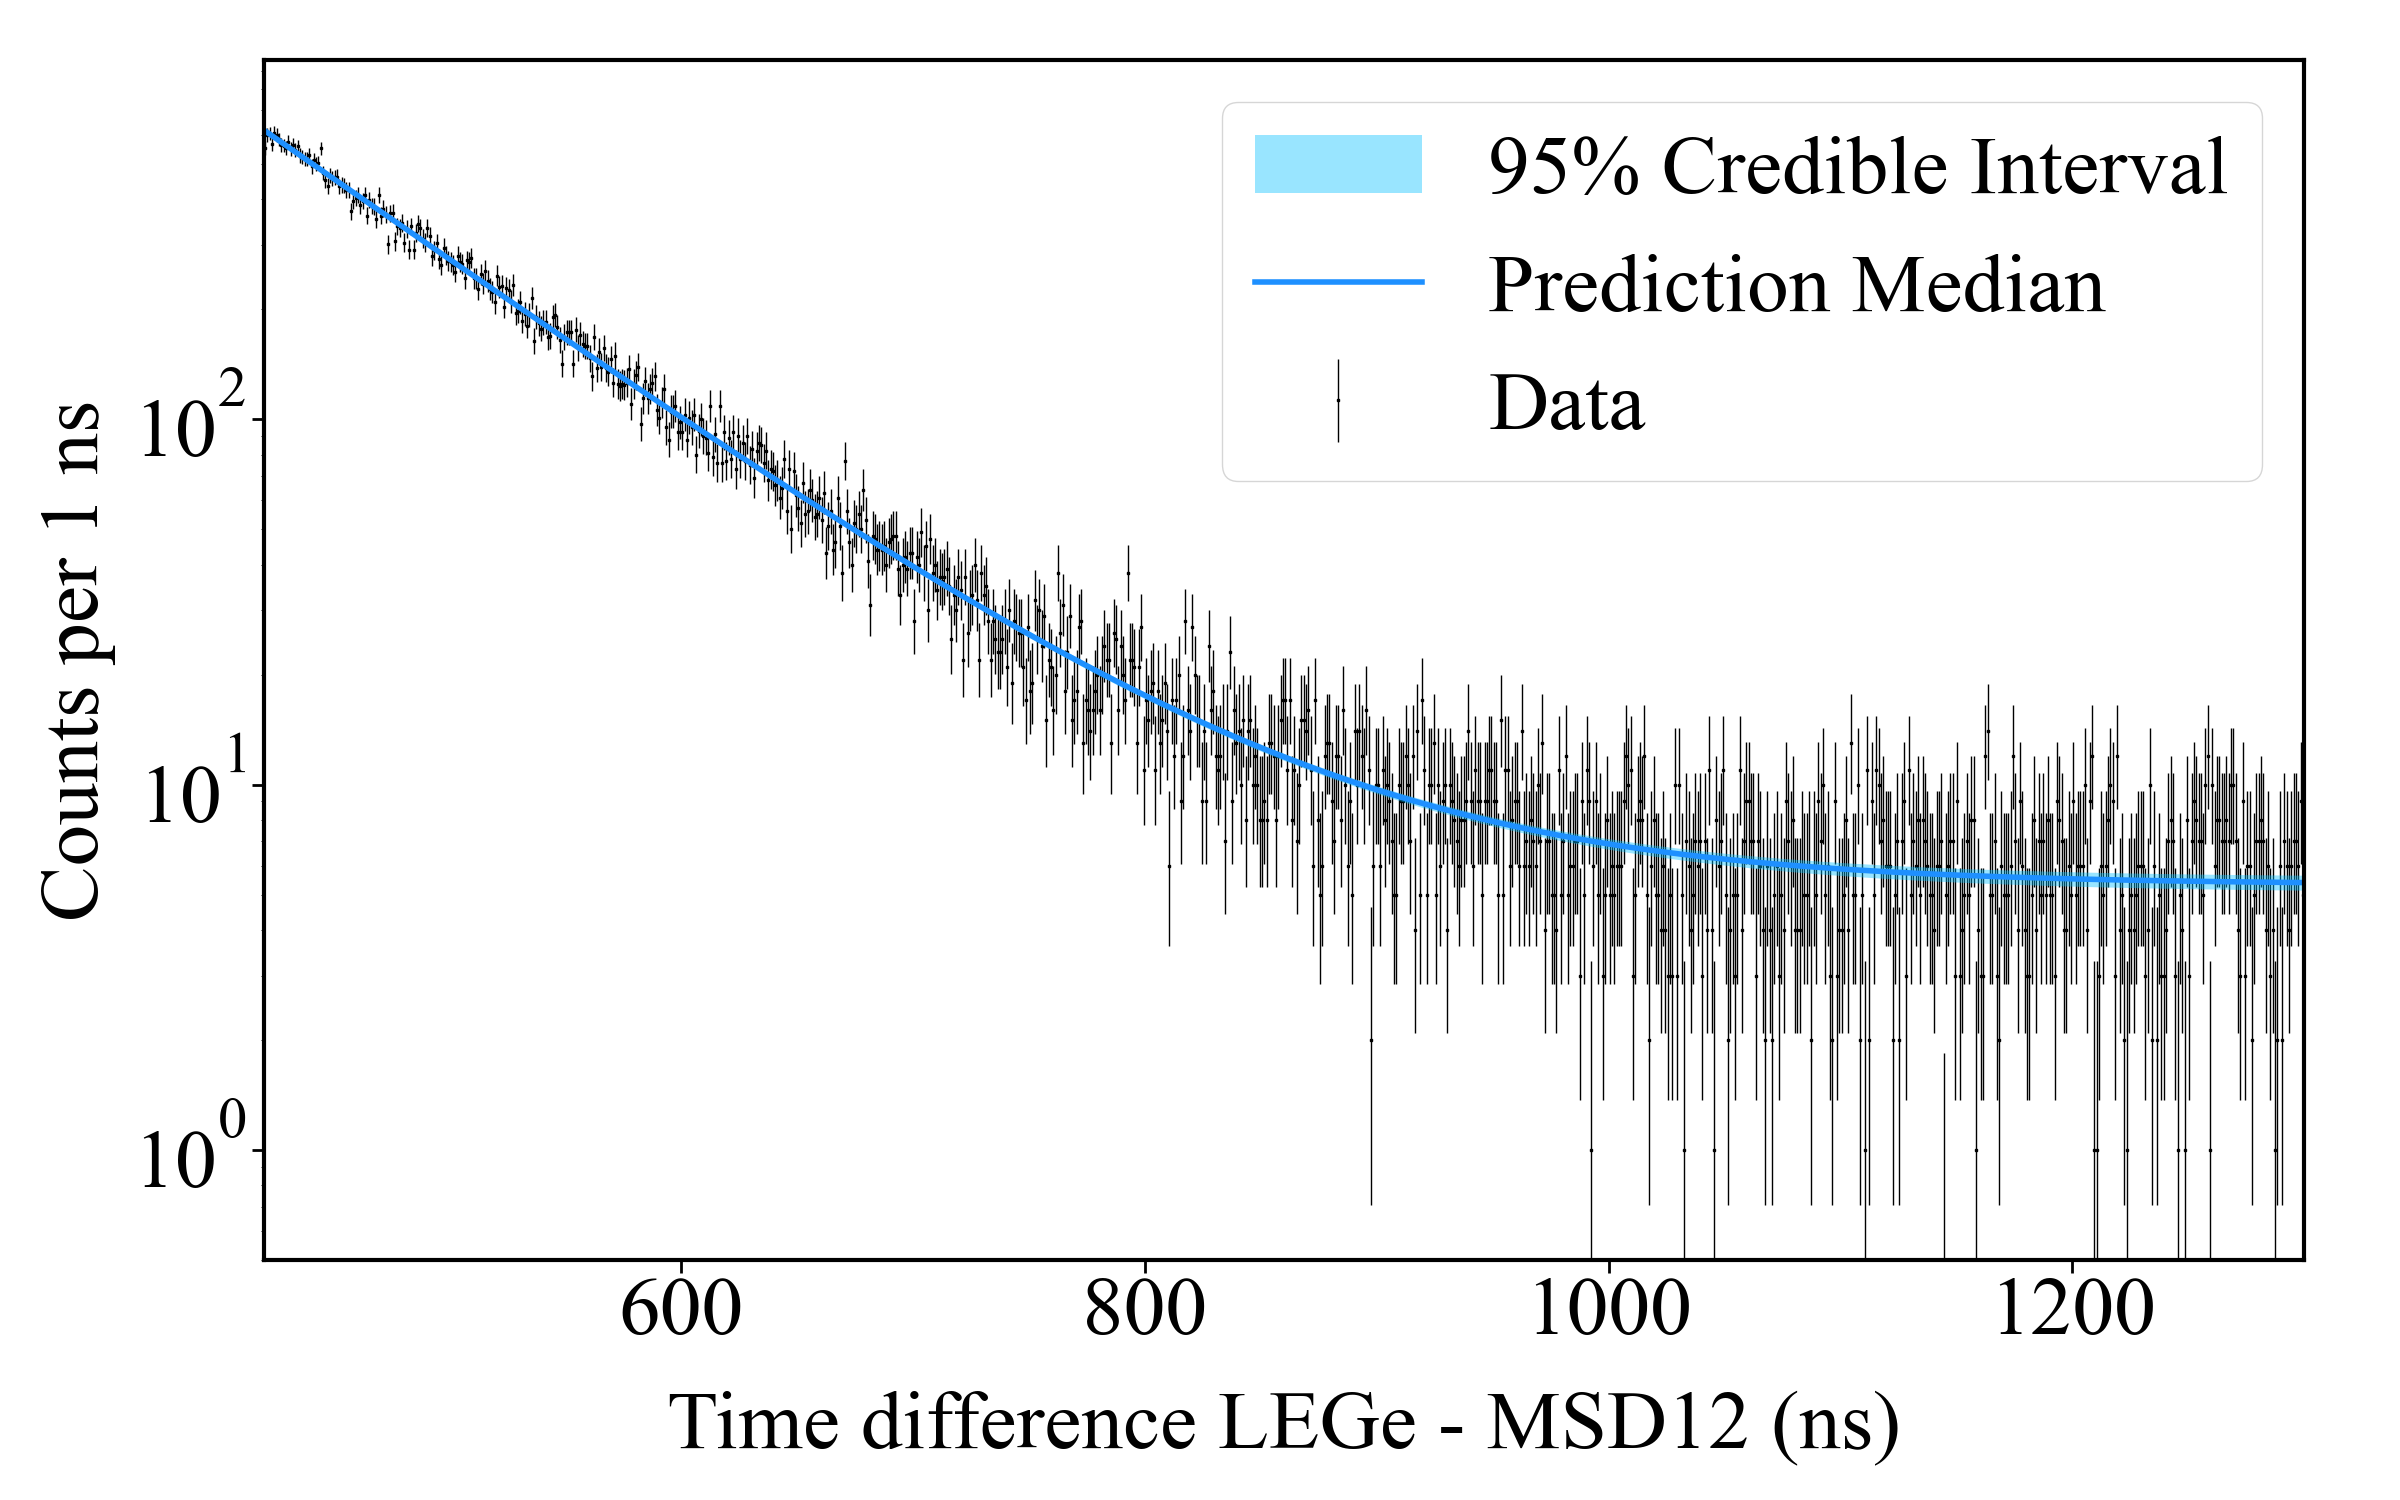 95% Credible Interval
Prediction Median
Data
Counts per 1 ns
10^2
10^1
10^0
600 800 1000 1200
Time difference LEGe - MSD12 (ns)